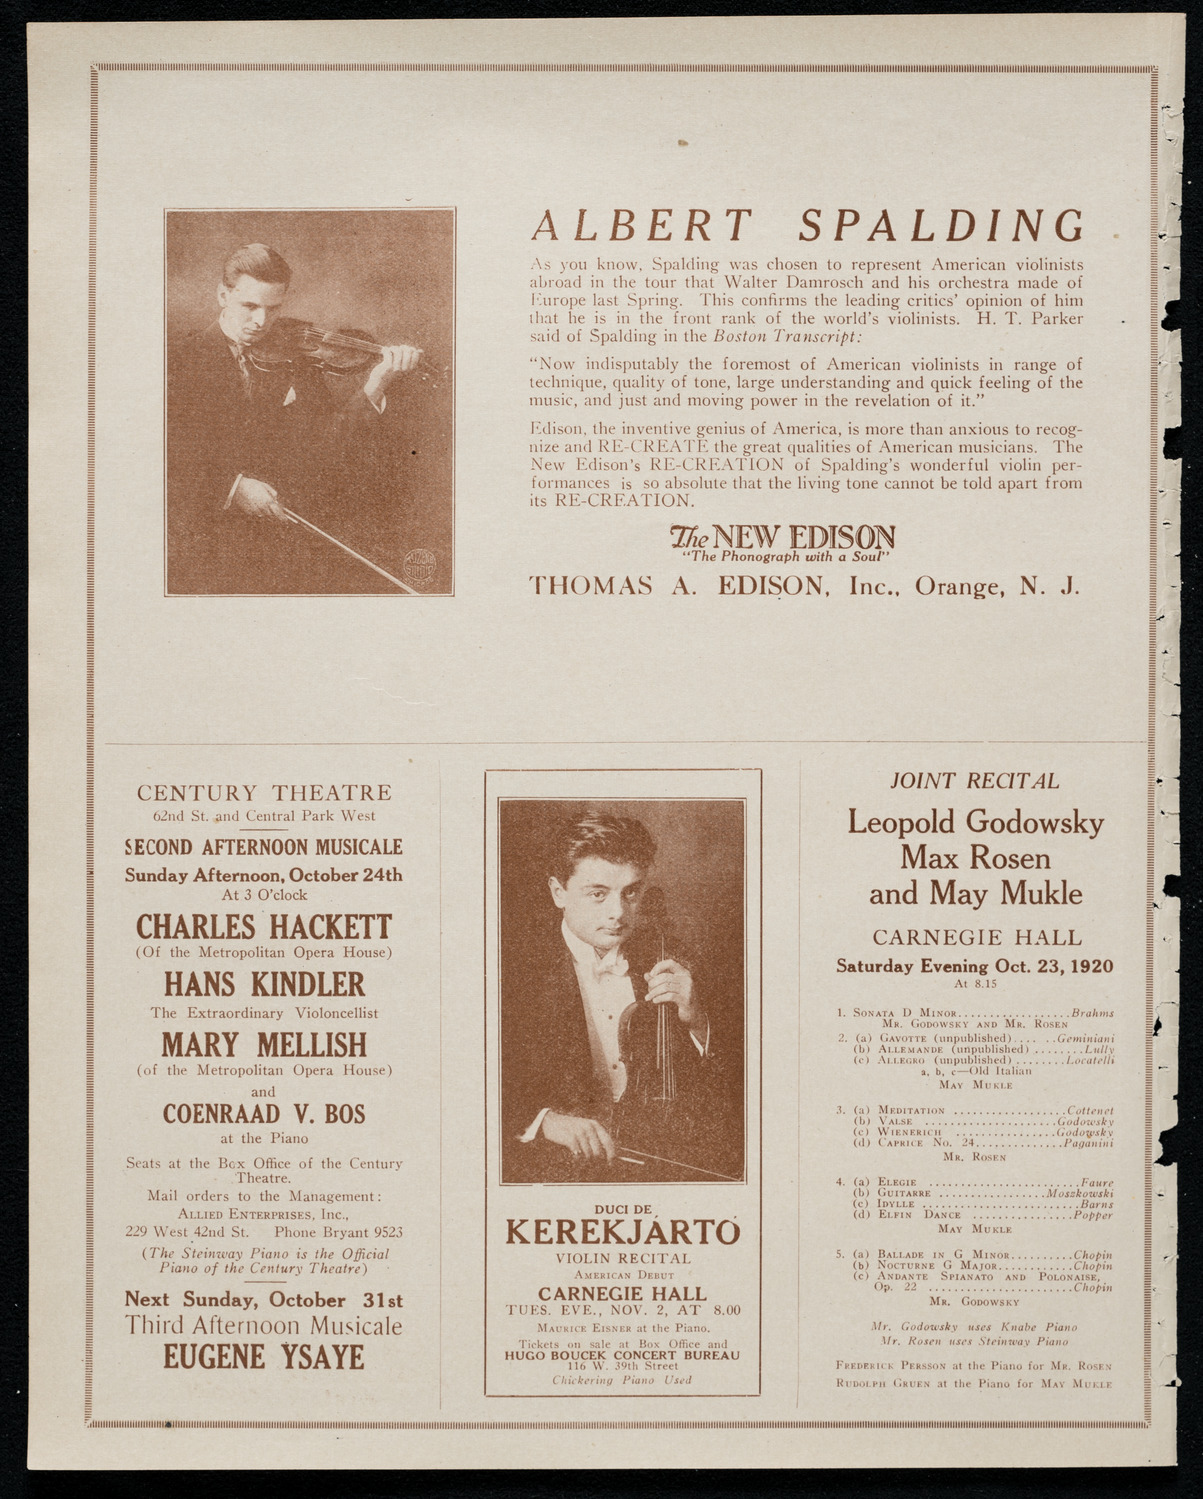 ALBERT SPALDING
As you know, Spalding was chosen to represent American violinists
abroad in the tour that Walter Damrosch and his orchestra made of
Europe last Spring. This confirms the leading critics' opinion of him
that he is in the front rank of the world's violinists. H. T. Parker
said of Spalding in the Boston Transcript:
"Now indisputably the foremost of American violinists in range of
technique, quality of tone, large understanding and quick feeling of the
music, and just and moving power in the revelation of it."
Edison, the inventive genius of America, is more than anxious to recog-
nize and RE-CREATE the great qualities of American musicians. The
New Edison's RE-CREATION of Spalding's wonderful violin per-
formances is so absolute that the living tone cannot be told apart from
its RE-CREATION.
The NEW EDISON
"The Phonograph with a Soul"
THOMAS A. EDISON, Inc., Orange, N. J.
CENTURY THEATRE
62nd St. and Central Park West
SECOND AFTERNOON MUSICALE
Sunday Afternoon, October 24th
At 3 O'clock
CHARLES HACKETT
(Of the Metropolitan Opera House)
HANS KINDLER
The Extraordinary Violoncellist
MARY MELLISH
(of the Metropolitan Opera House)
and
COENRAAD V. BOS
at the Piano
Seats at the Box Office of the Century
Theatre.
Mail orders to the Management:
ALLIED ENTERPRISES, Inc.,
229 West 42nd St. Phone Bryant 9523
(The Steinway Piano is the Official
Piano of the Century Theatre)
Next Sunday, October 31st
Third Afternoon Musicale
EUGENE YSAYE
DUCI DE
KEREKJÁRTÓ
VIOLIN RECITAL
AMERICAN DEBUT
CARNEGIE HALL
TUES. EVE., NOV. 2, AT 8.00
MAURICE EISNER at the Piano.
Tickets on sale at Box Office and
HUGO BOUCEK CONCERT BUREAU
116 W. 39th Street
Chickering Piano Used
JOINT RECITAL
Leopold Godowsky
Max Rosen
and May Mukle
CARNEGIE HALL
Saturday Evening Oct. 23, 1920
At 8.15
1. SONATA D MINOR..................Brahms
MR. GODOWSKY AND MR. ROSEN
2. (a) GAVOTTE (unpublished).... ..Geminiani
(b) ALLEMANDE (unpublished) ........Lully
(c) ALLEGRO (unpublished) ........Locatelli
a, b, c—Old Italian
MAY MUKLE
3. (a) MEDITATION ..................Cottenet
(b) VALSE .....................Godowsky
(c) WIENERICH ................Godowsky
(d) CAPRICE NO. 24..............Paganini
MR. ROSEN
4. (a) ELEGIE ........................Faure
(b) GUITARRE .................Moszkowski
(c) IDYLLE .........................Barns
(d) ELFIN DANCE ................Popper
MAY MUKLE
5. (a) BALLADE IN G MINOR..........Chopin
(b) NOCTURNE G MAJOR............Chopin
(c) ANDANTE SPIANATO AND POLONAISE,
Op. 22 .......................Chopin
MR. GODOWSKY
Mr. Godowsky uses Knabe Piano
Mr. Rosen uses Steinway Piano
FREDERICK PERSSON at the Piano for MR. ROSEN
RUDOLPH GRUEN at the Piano for MAY MUKLE